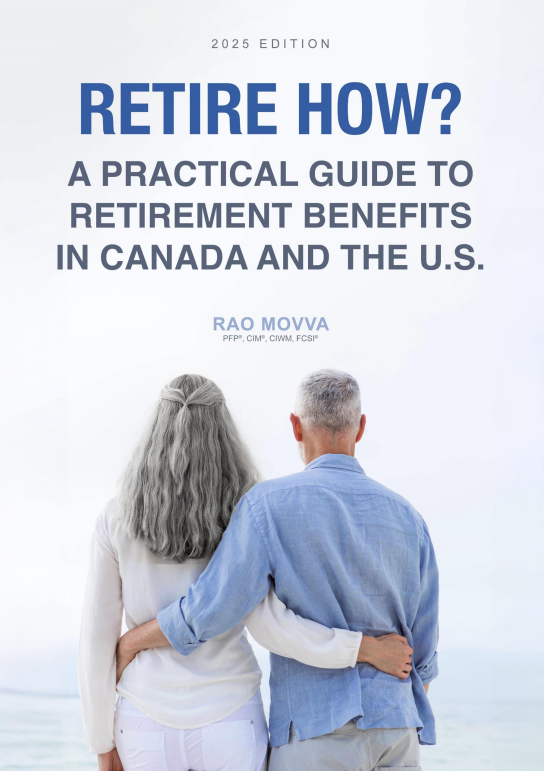 2025 EDITION
RETIRE HOW?
A PRACTICAL GUIDE TO
RETIREMENT BENEFITS
IN CANADA AND THE U.S.
RAO MOVVA
PFP®, CIM®, CIWM, FCSI®